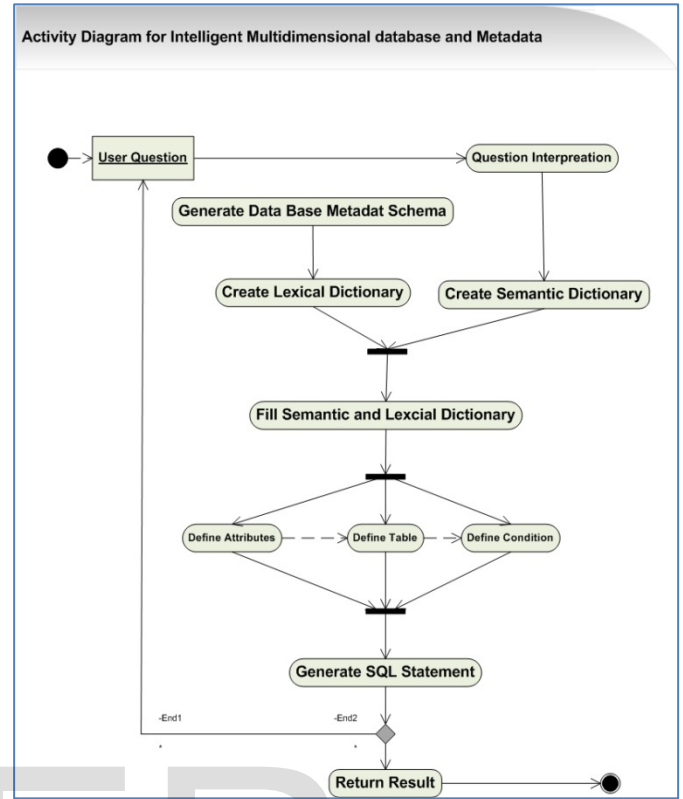 Activity Diagram for Intelligent Multidimensional database and Metadata
User Question
Question Interpreation
Generate Data Base Metadat Schema
Create Lexical Dictionary
Create Semantic Dictionary
Fill Semantic and Lexcial Dictionary
Define Attributes
Define Table
Define Condition
Generate SQL Statement
-End1
-End2
*
*
Return Result